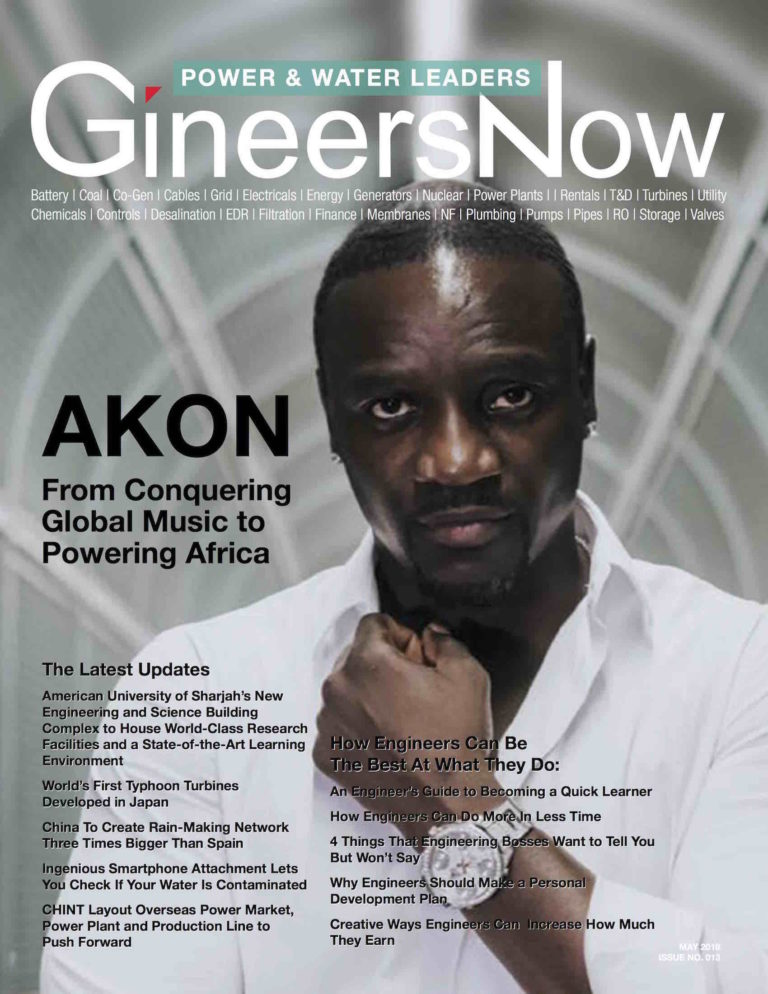 POWER & WATER LEADERS
GineersNow
Battery | Coal | Co-Gen | Cables | Grid | Electricals | Energy | Generators | Nuclear | Power Plants | | Rentals | T&D | Turbines | Utility
Chemicals | Controls | Desalination | EDR | Filtration | Finance | Membranes | NF | Plumbing | Pumps | Pipes | RO | Storage | Valves
AKON
From Conquering
Global Music to
Powering Africa
The Latest Updates
American University of Sharjah's New
Engineering and Science Building
Complex to House World-Class Research
Facilities and a State-of-the-Art Learning
Environment
World's First Typhoon Turbines
Developed in Japan
China To Create Rain-Making Network
Three Times Bigger Than Spain
Ingenious Smartphone Attachment Lets
You Check If Your Water Is Contaminated
CHINT Layout Overseas Power Market,
Power Plant and Production Line to
Push Forward
How Engineers Can Be
The Best At What They Do:
An Engineer's Guide to Becoming a Quick Learner
How Engineers Can Do More In Less Time
4 Things That Engineering Bosses Want to Tell You
But Won't Say
Why Engineers Should Make a Personal
Development Plan
Creative Ways Engineers Can Increase How Much
They Earn
MAY 2018
ISSUE NO. 013